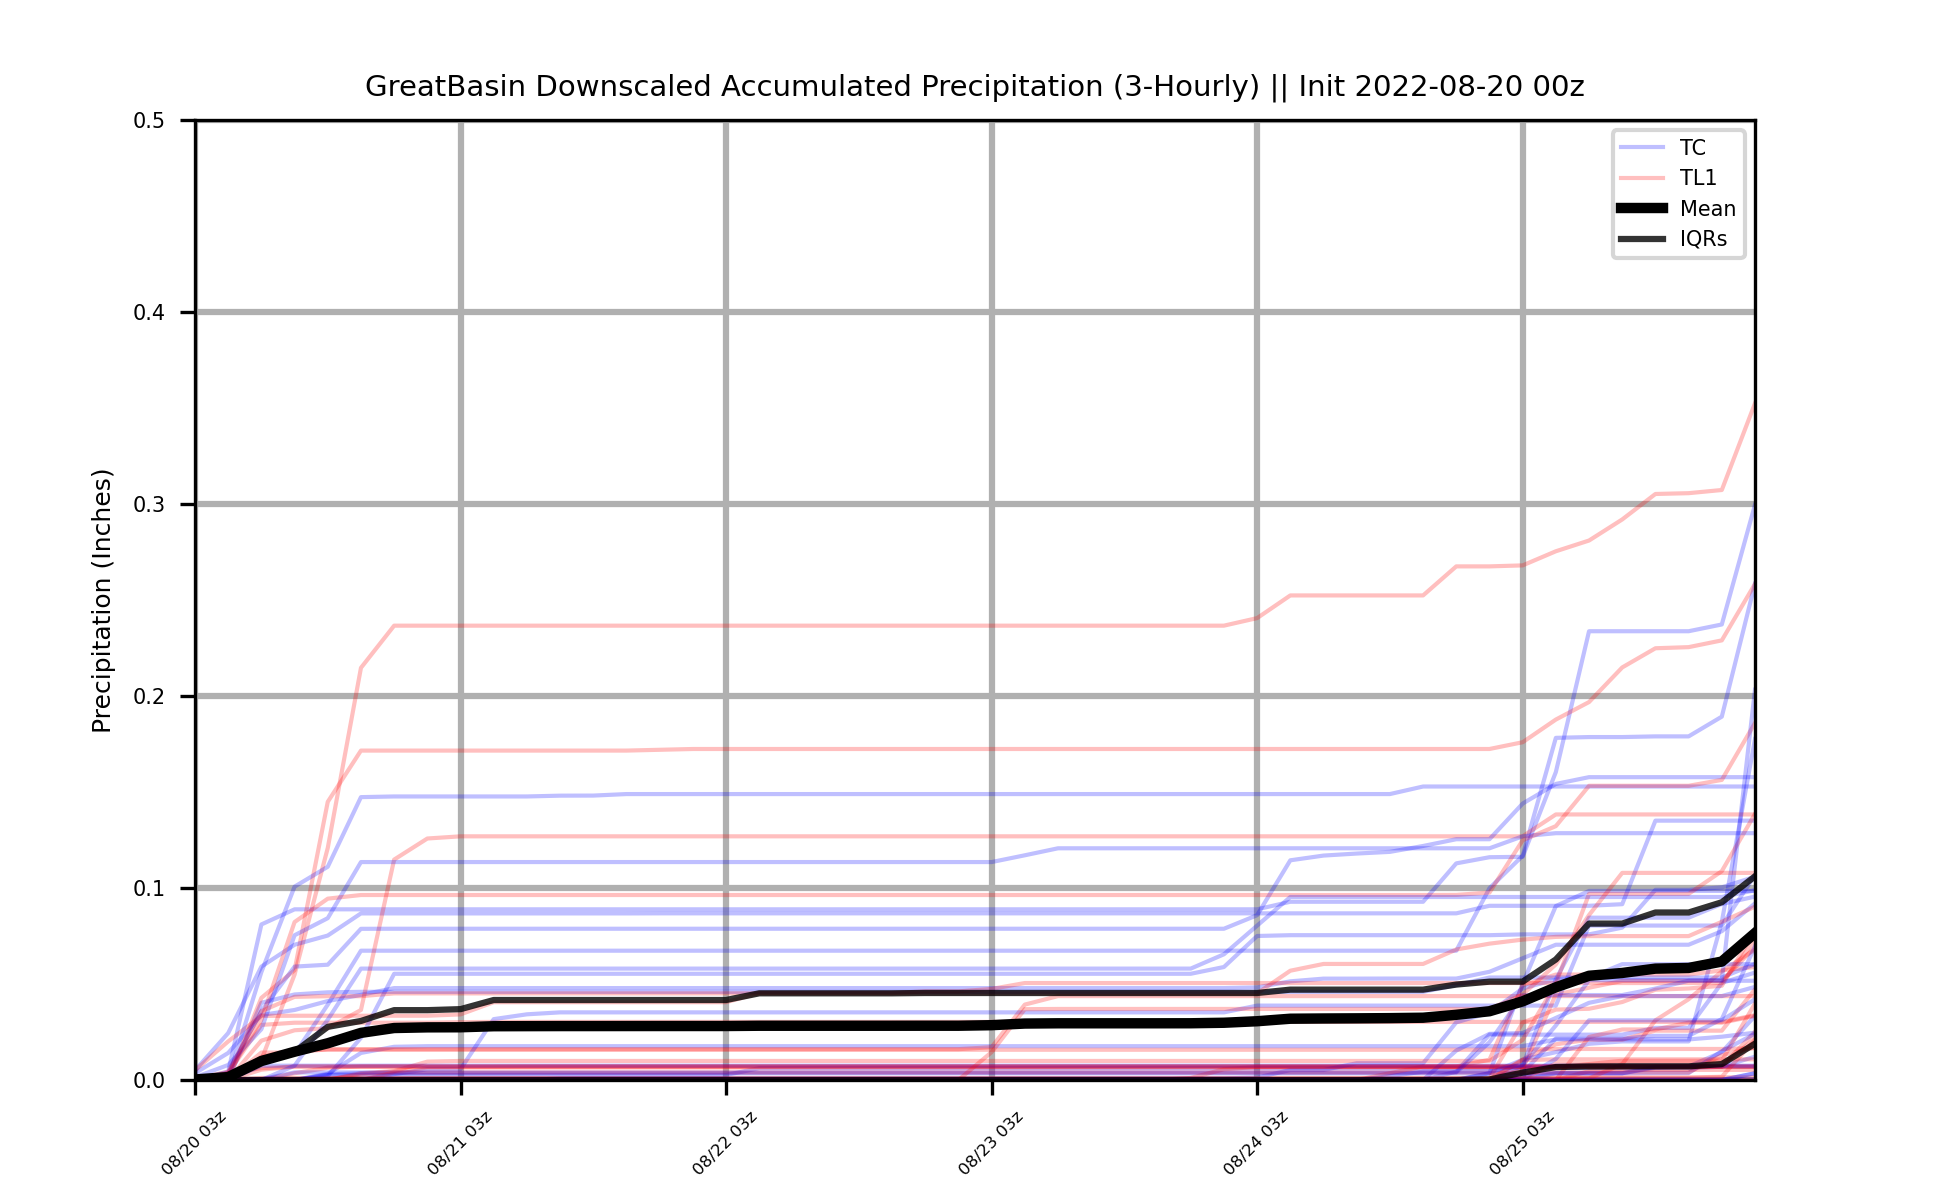 GreatBasin Downscaled Accumulated Precipitation (3-Hourly) || Init 2022-08-20 00z
Precipitation (Inches)
0.5
0.4
0.3
0.2
0.1
0.0
TC
TL1
Mean
IQRs
08/20 03z
08/21 03z
08/22 03z
08/23 03z
08/24 03z
08/25 03z